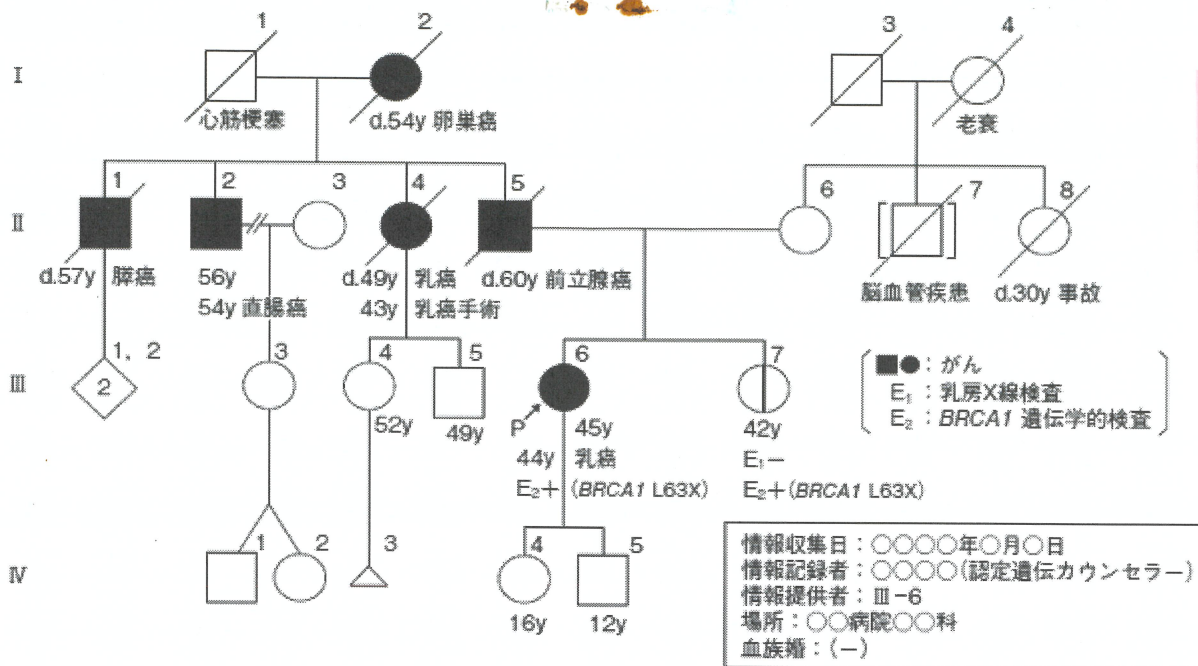 1
2
3
4
I
心筋梗塞
d.54y 卵巣癌
老衰
1
2
3
4
5
6
7
8
II
d.57y 膵癌
56y
54y 直腸癌
d.49y 乳癌
43y 乳癌手術
d.60y 前立腺癌
脳血管疾患
d.30y 事故
1, 2
3
4
5
6
7
III
2
52y
49y
P
45y
44y 乳癌
E₂+ (BRCA1 L63X)
42y
E₁−
E₂+(BRCA1 L63X)
■●：がん
E₁：乳房X線検査
E₂：BRCA1 遺伝学的検査
1
2
3
4
5
IV
16y
12y
情報収集日：○○○○年○月○日
情報記録者：○○○○(認定遺伝カウンセラー)
情報提供者：III-6
場所：○○病院○○科
血族婚：(−)